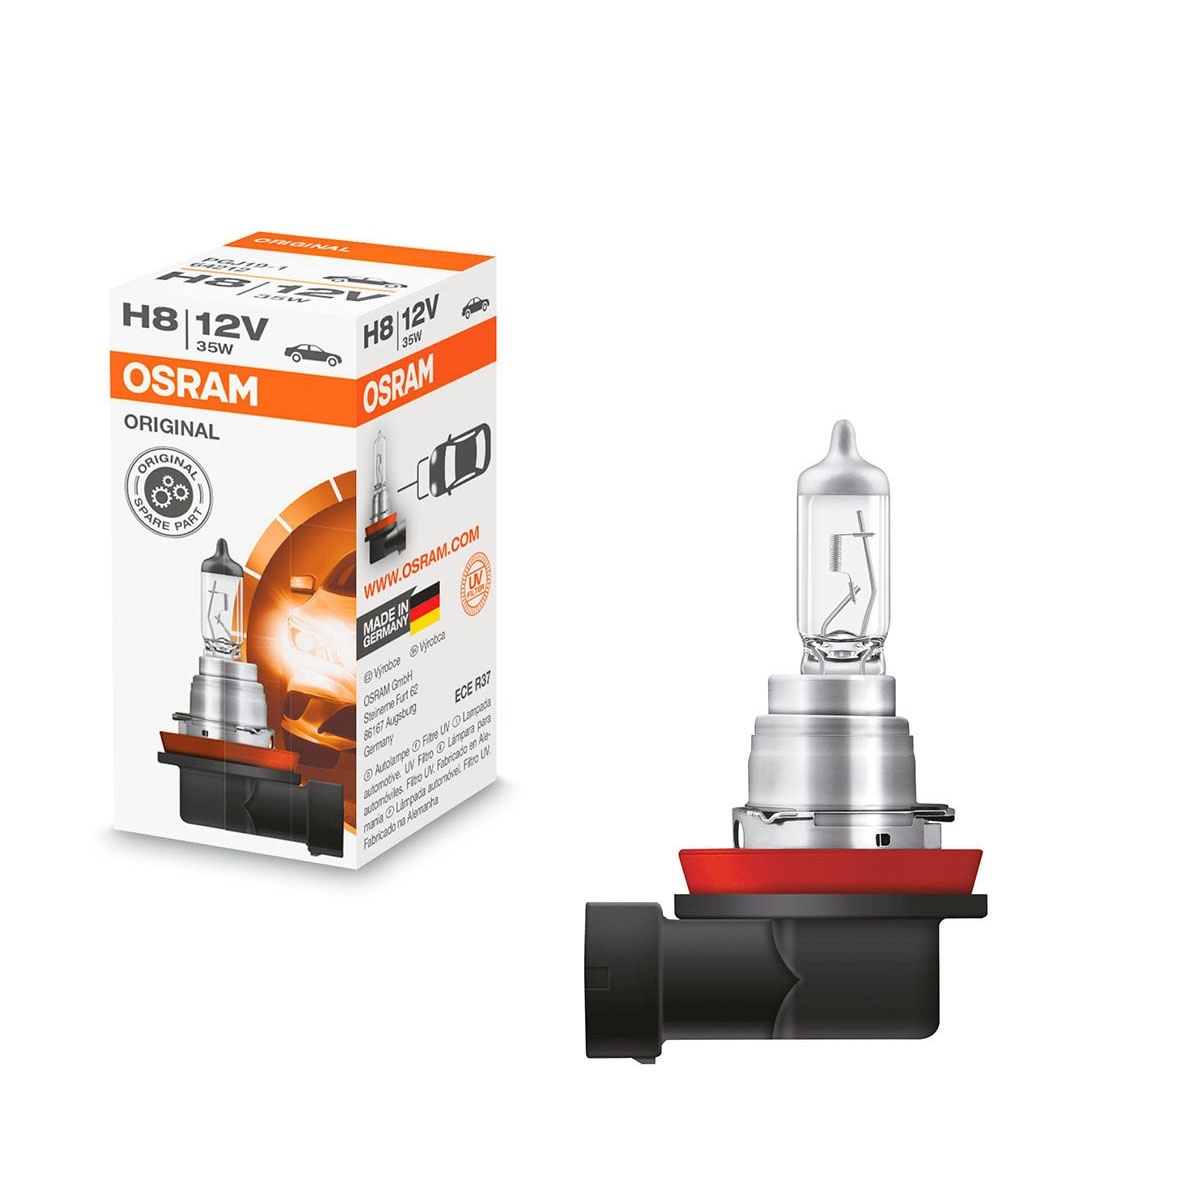 ORIGINAL
PGJ19-1
64212
H8 12V
35W
H8 12V
35W
OSRAM
ORIGINAL
ORIGINAL
SPARE PART
H8 12V
35W
OSRAM
WWW.OSRAM.COM
UV
FILTER
MADE IN
GERMANY
Výrobce Výrobca
OSRAM GmbH
Steinerne Furt 62
86167 Augsburg
Germany
ECE R37
Ⓓ Autolampe Ⓕ Filtre UV Ⓘ Lampada
automotive. UV Filtro Ⓔ Lámpara para
automóviles. Filtro UV. Fabricado en Ale-
mania Ⓟ Lâmpada automóvel. Filtro UV.
Fabricado na Alemanha